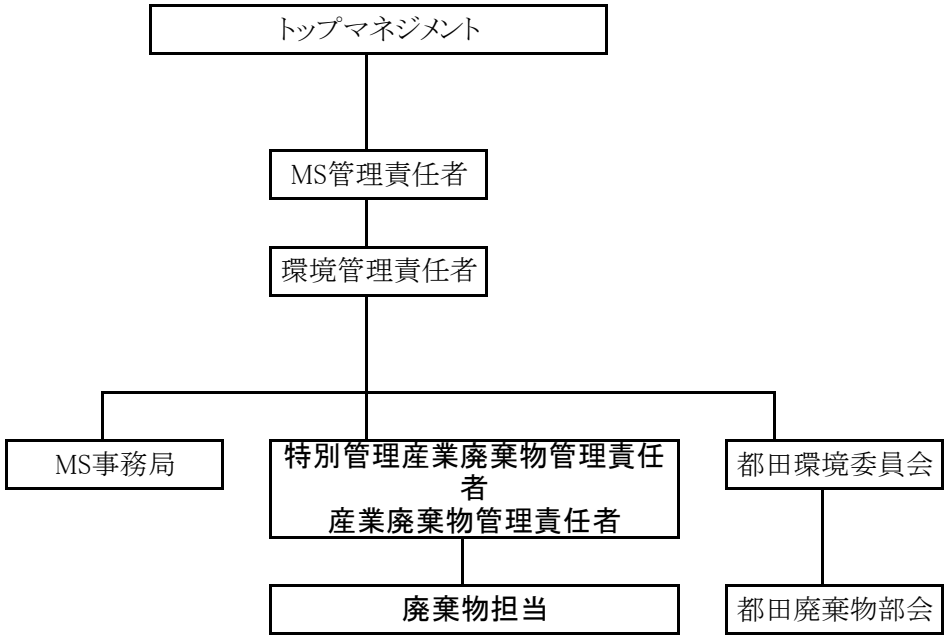 トップマネジメント
MS管理責任者
環境管理責任者
MS事務局
特別管理産業廃棄物管理責任
者
産業廃棄物管理責任者
都田環境委員会
廃棄物担当
都田廃棄物部会